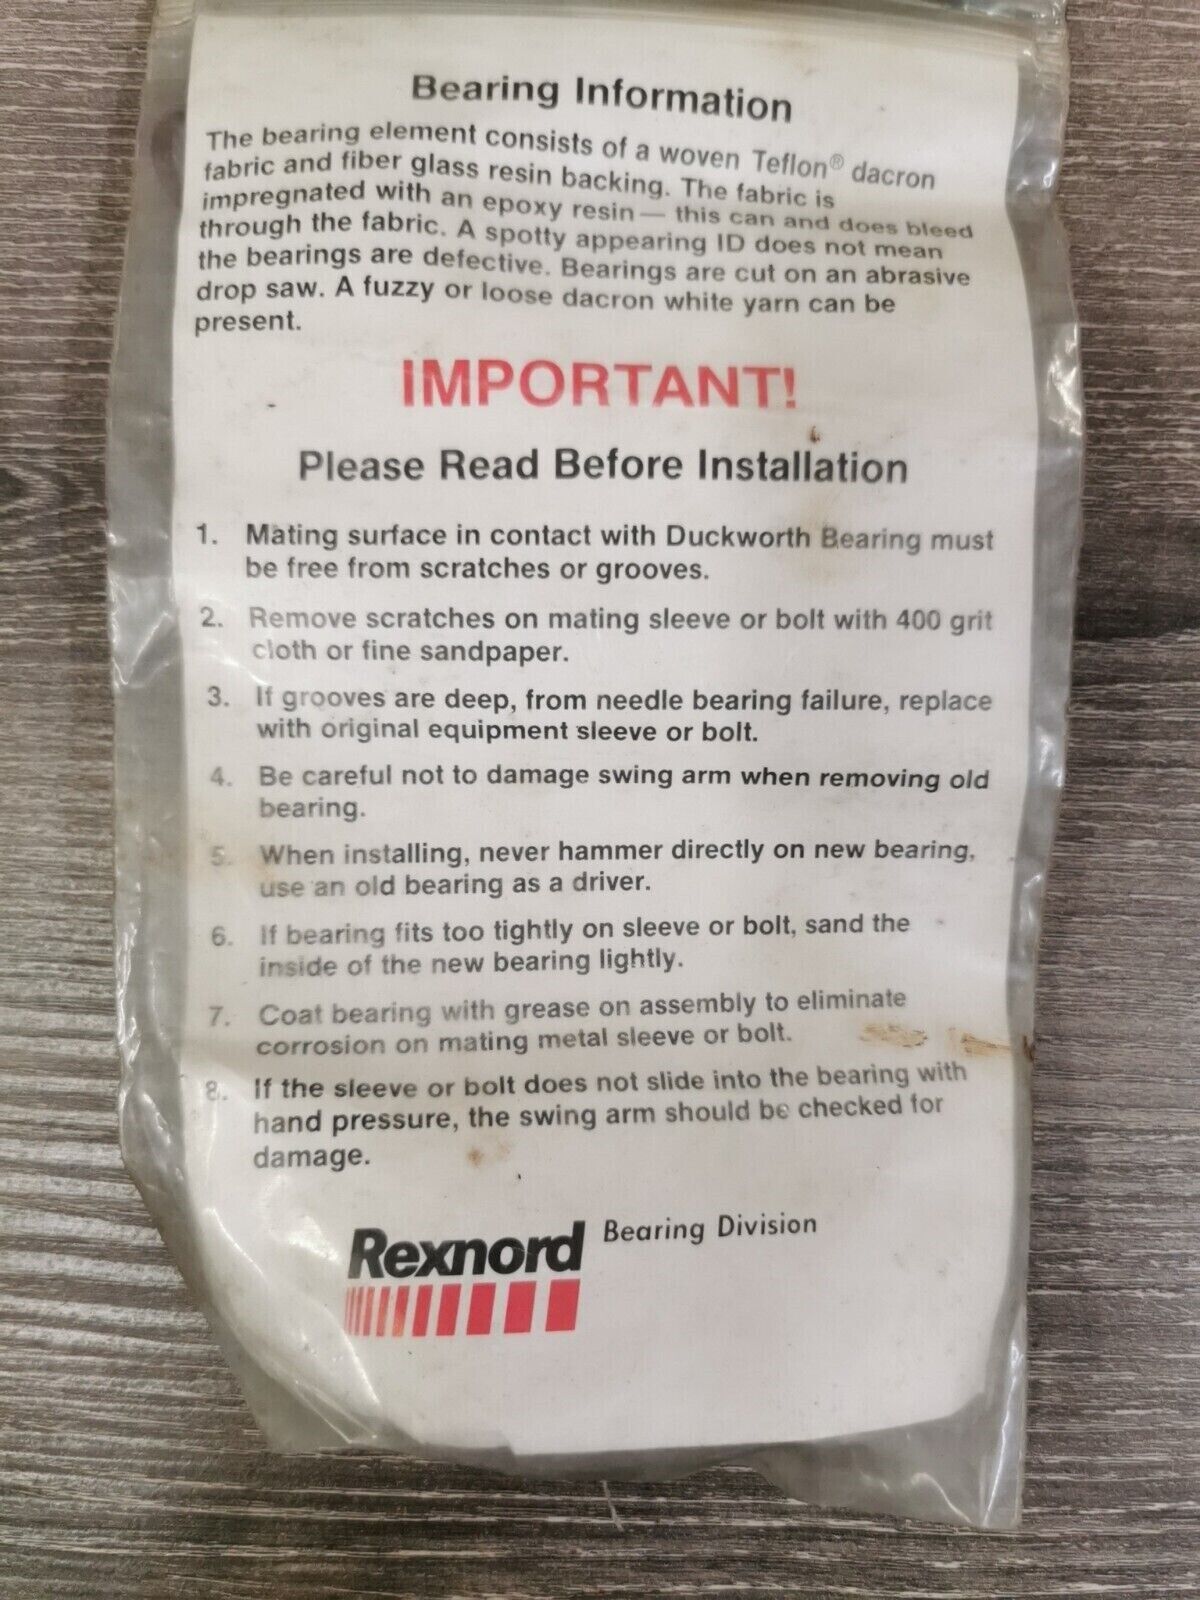 Bearing Information
The bearing element consists of a woven Teflon® dacron
fabric and fiber glass resin backing. The fabric is
impregnated with an epoxy resin — this can and does bleed
through the fabric. A spotty appearing ID does not mean
the bearings are defective. Bearings are cut on an abrasive
drop saw. A fuzzy or loose dacron white yarn can be
present.
IMPORTANT!
Please Read Before Installation
1. Mating surface in contact with Duckworth Bearing must
be free from scratches or grooves.
2. Remove scratches on mating sleeve or bolt with 400 grit
cloth or fine sandpaper.
3. If grooves are deep, from needle bearing failure, replace
with original equipment sleeve or bolt.
4. Be careful not to damage swing arm when removing old
bearing.
5. When installing, never hammer directly on new bearing,
use an old bearing as a driver.
6. If bearing fits too tightly on sleeve or bolt, sand the
inside of the new bearing lightly.
7. Coat bearing with grease on assembly to eliminate
corrosion on mating metal sleeve or bolt.
8. If the sleeve or bolt does not slide into the bearing with
hand pressure, the swing arm should be checked for
damage.
Rexnord Bearing Division